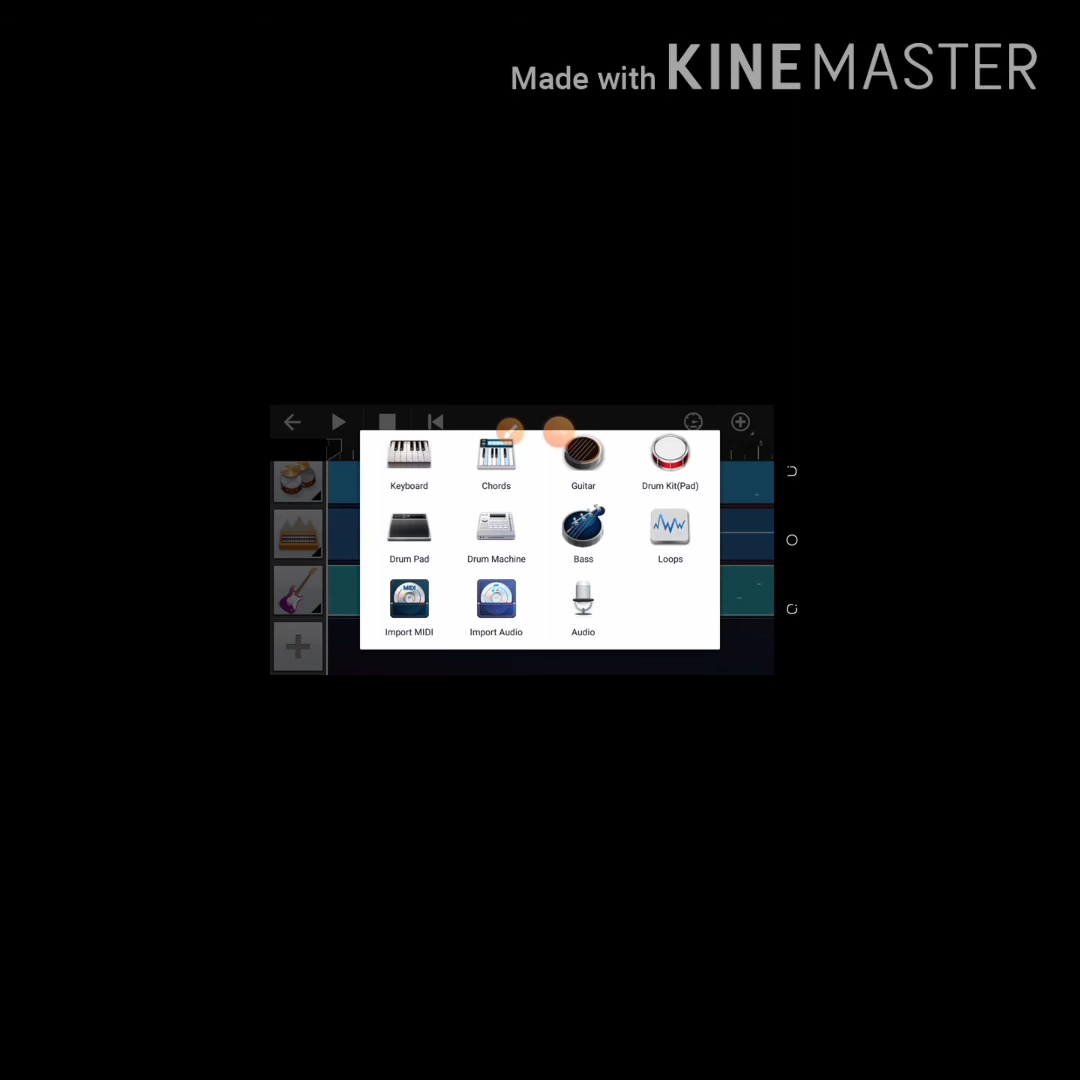 Made with KINEMASTER
Keyboard Chords Guitar Drum Kit(Pad)
Drum Pad Drum Machine Bass Loops
MIDI
Import MIDI Import Audio Audio